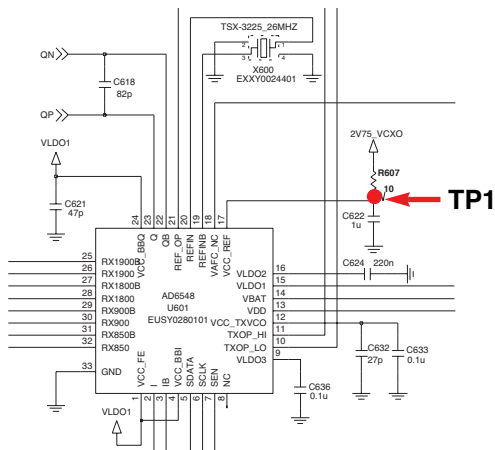 TSX-3225_26MHZ
2 1
3 4
X600
EXXY0024401
QN
C618
82p
QP
VLDO1
C621
47p
2V75_VCXO
R607
10
TP1
C622
1u
24 23 22 21 20 19 18 17
VCC_BBQ Q QB REF_OP REFIN REFINB VAFC_NC VCC_REF
25 RX1900B
26 RX1900
27 RX1800B
28 RX1800
29 RX900B
30 RX900
31 RX850B
32 RX850
33 GND
AD6548
U601
EUSY0280101
VLDO2 16
VLDO1 15
VBAT 14
VDD 13
VCC_TXVCO 12
TXOP_HI 11
TXOP_LO 10
VLDO3 9
C624 220n
C632
27p
C633
0.1u
C636
0.1u
VCC_FE I IB VCC_BBI SDATA SCLK SEN NC
1 2 3 4 5 6 7 8
VLDO1